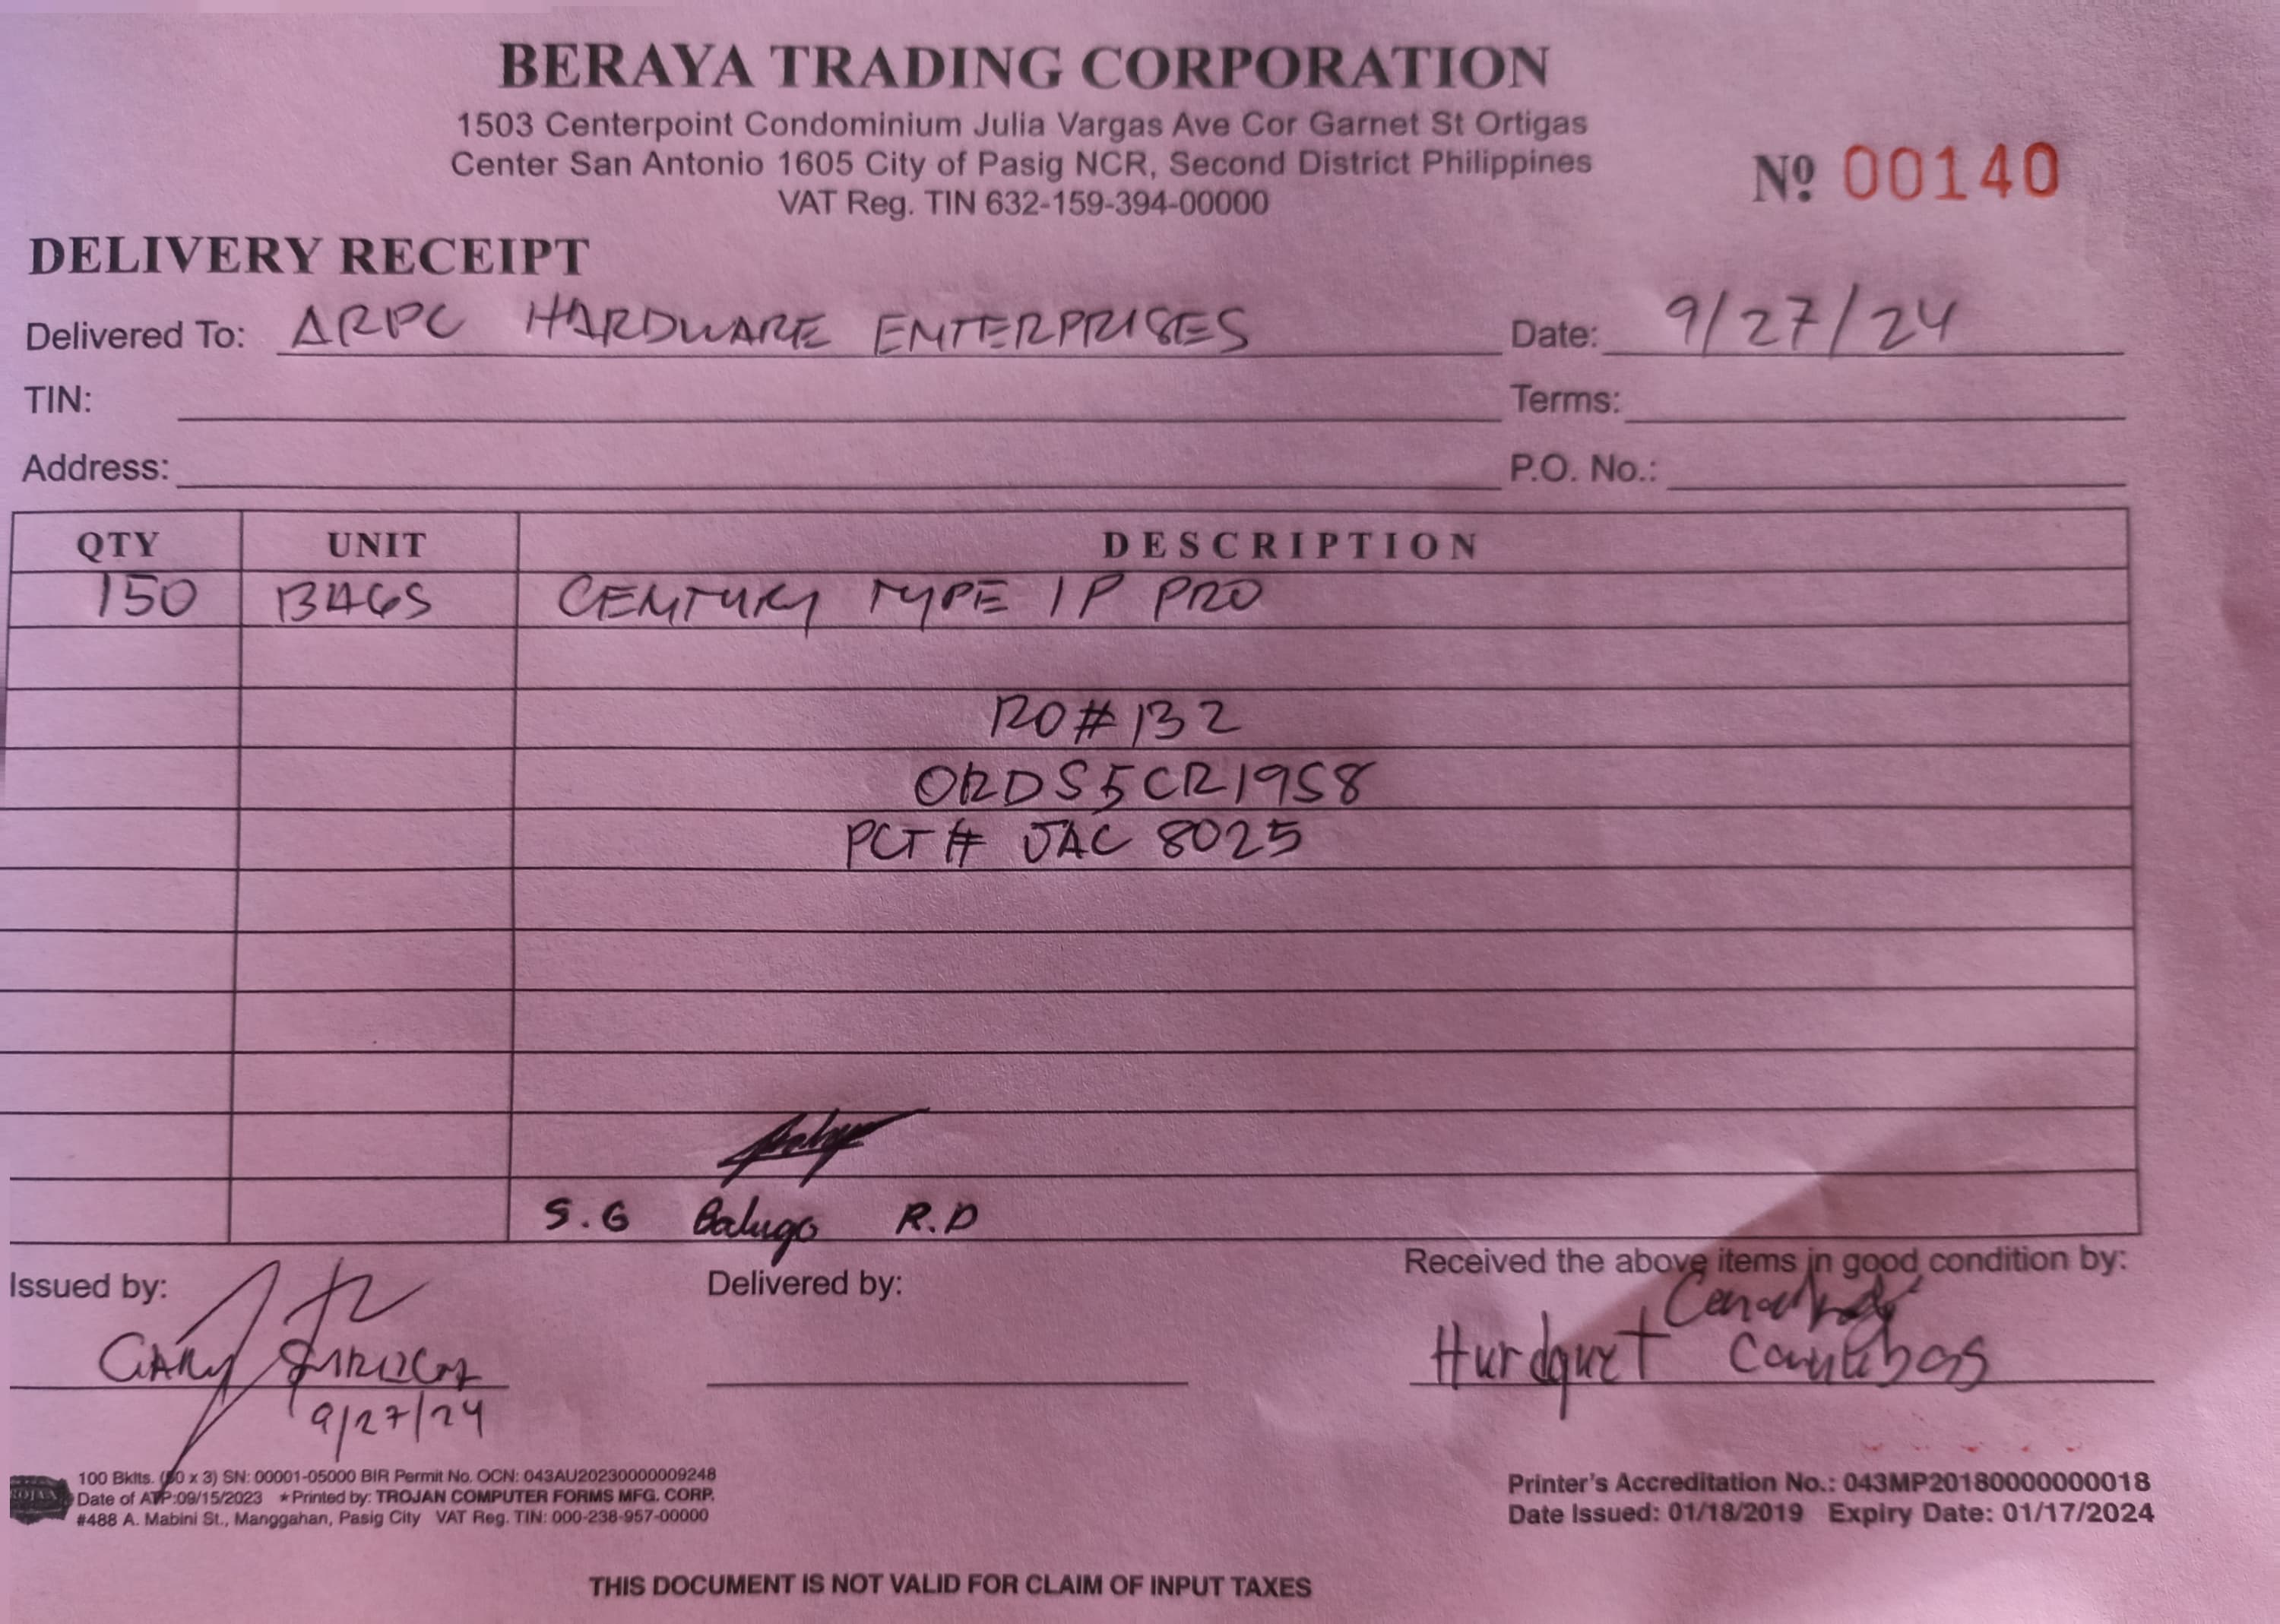 BERAYA TRADING CORPORATION
1503 Centerpoint Condominium Julia Vargas Ave Cor Garnet St Ortigas
Center San Antonio 1605 City of Pasig NCR, Second District Philippines
VAT Reg. TIN 632-159-394-00000
Nº 00140
DELIVERY RECEIPT
Delivered To: ARPC HARDWARE ENTERPRISES Date: 9/27/24
TIN: Terms:
Address: P.O. No.:
QTY UNIT DESCRIPTION
150 BAGS CENTURY TYPE 1P PRO
RO# 132
ORDS5CR1958
PCT# JAC 8025
S.G Balugo R.D
Issued by: Delivered by: Received the above items in good condition by:
GARY
9/27/24
100 Bklts. (50 x 3) SN: 00001-05000 BIR Permit No. OCN: 043AU20230000009248
Date of ATP:09/15/2023 ★Printed by: TROJAN COMPUTER FORMS MFG. CORP.
#488 A. Mabini St., Manggahan, Pasig City VAT Reg. TIN: 000-238-957-00000
Printer's Accreditation No.: 043MP20180000000018
Date Issued: 01/18/2019 Expiry Date: 01/17/2024
THIS DOCUMENT IS NOT VALID FOR CLAIM OF INPUT TAXES